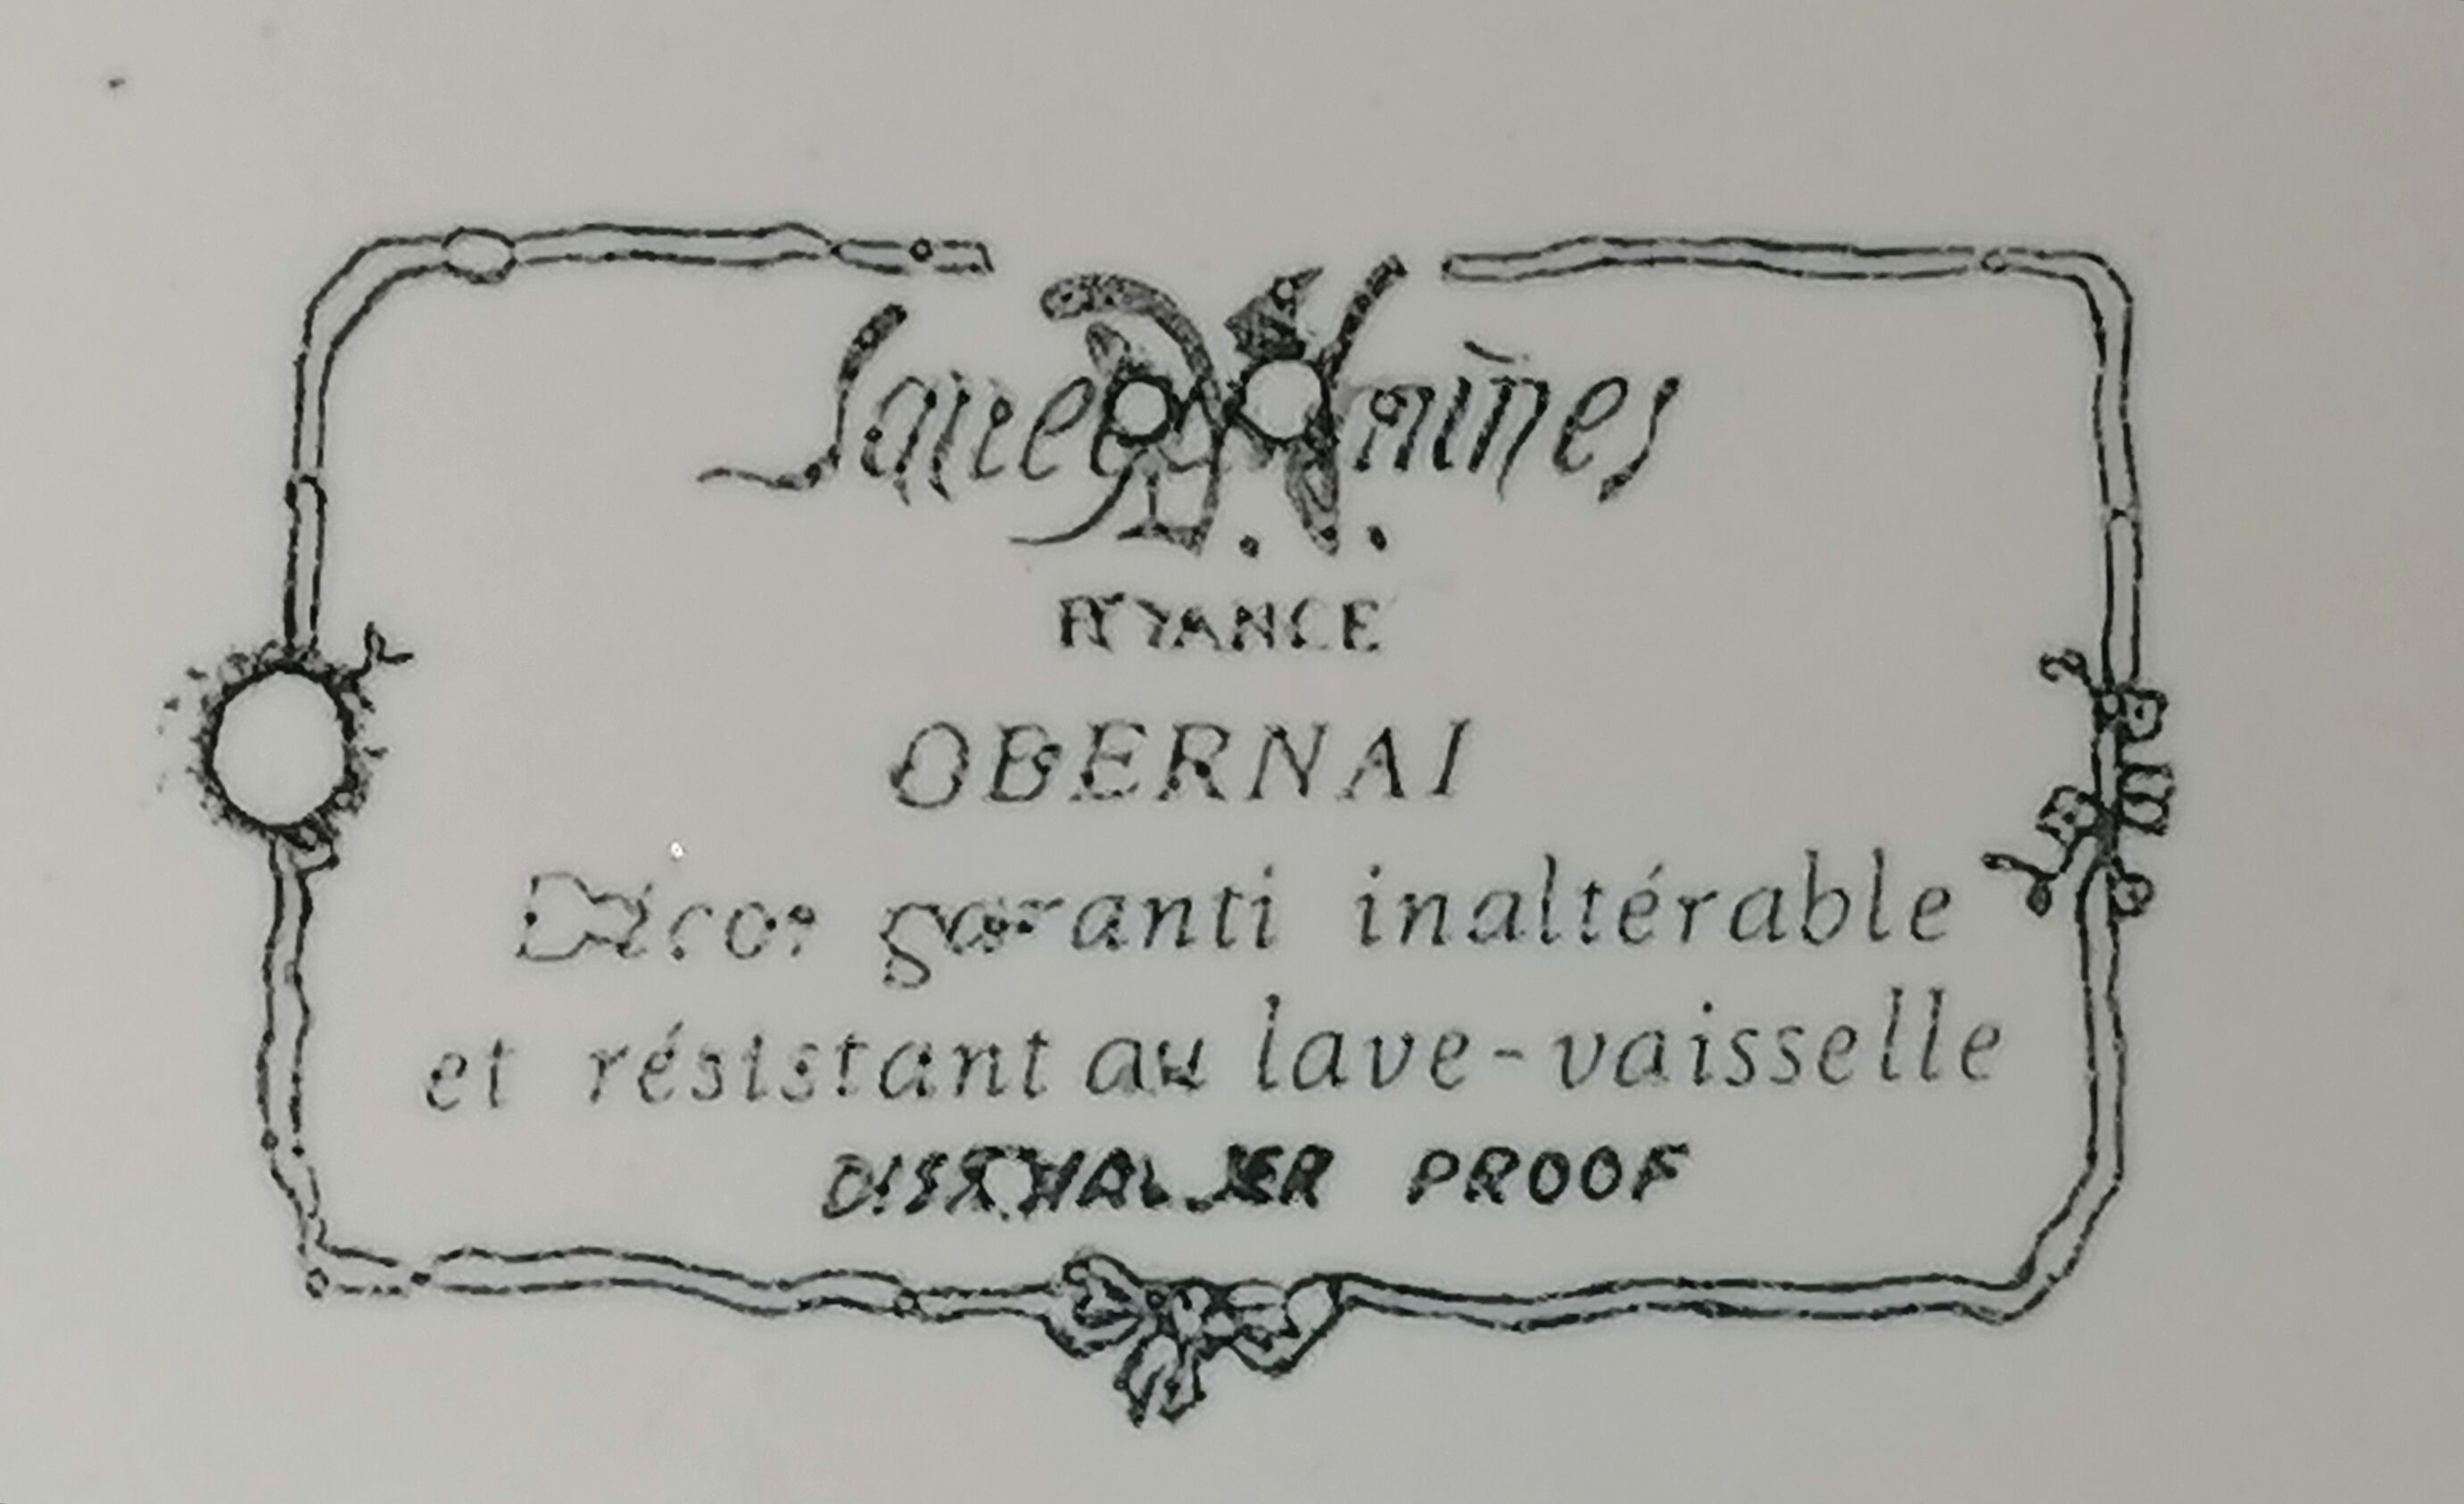 Sarreguemines
FRANCE
OBERNAI
Décor garanti inaltérable
et résistant au lave-vaisselle
DISHWASHER PROOF